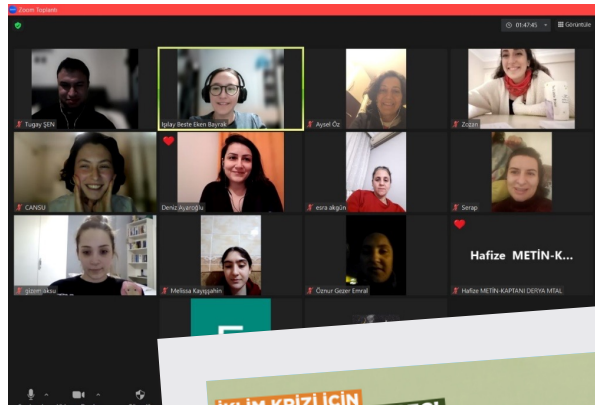 Zoom Toplantı
01:47:45
Görüntüle
Tugay ŞEN
Işılay Beste Eken Bayrak
Aysel Öz
Zozan
CANSU
Deniz Ayaroğlu
esra akgün
Serap
gizem aksu
Melissa Kayışşahin
Öznur Gezer Emral
Hafize METİN-K...
Hafize METİN-KAPTANI DERYA MTAL
İKLİM KRİZİ İÇİN